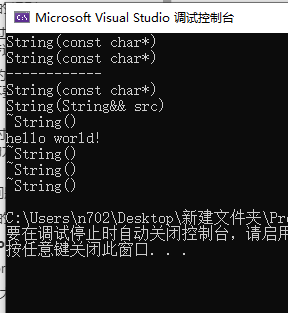 Microsoft Visual Studio 调试控制台
String(const char*)
String(const char*)
------------
String(const char*)
String(String&& src)
~String()
hello world!
~String()
~String()
~String()
C:\Users\n702\Desktop\新建文件夹\Pro
要在调试停止时自动关闭控制台，请启用
按任意键关闭此窗口. . .